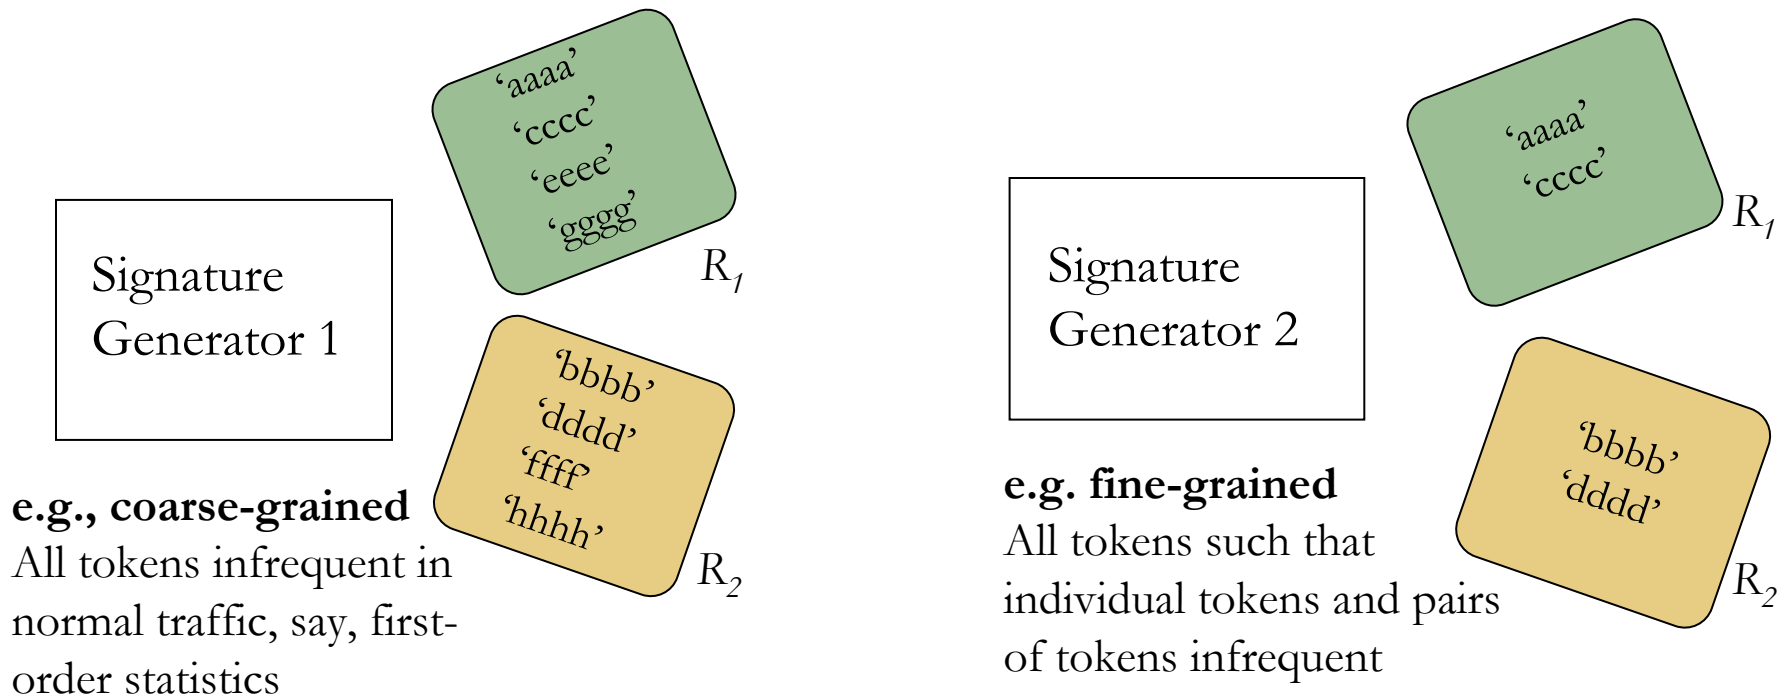 ‘aaaa’
‘cccc’
‘eeee’
‘gggg’
R1
Signature
Generator 1
‘bbbb’
‘dddd’
‘ffff’
‘hhhh’
R2
e.g., coarse-grained
All tokens infrequent in
normal traffic, say, first-
order statistics
‘aaaa’
‘cccc’
R1
Signature
Generator 2
‘bbbb’
‘dddd’
R2
e.g. fine-grained
All tokens such that
individual tokens and pairs
of tokens infrequent